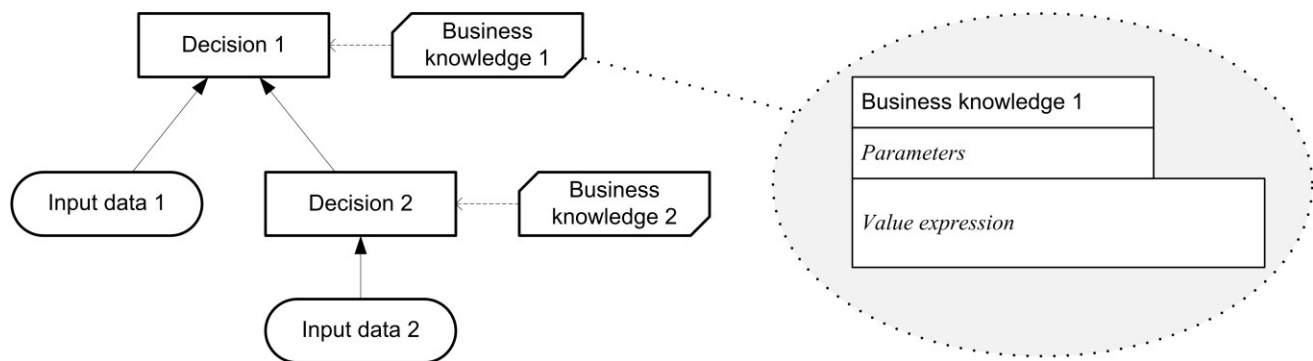 Decision 1
Business
knowledge 1
Business knowledge 1
Parameters
Value expression
Input data 1
Decision 2
Business
knowledge 2
Input data 2